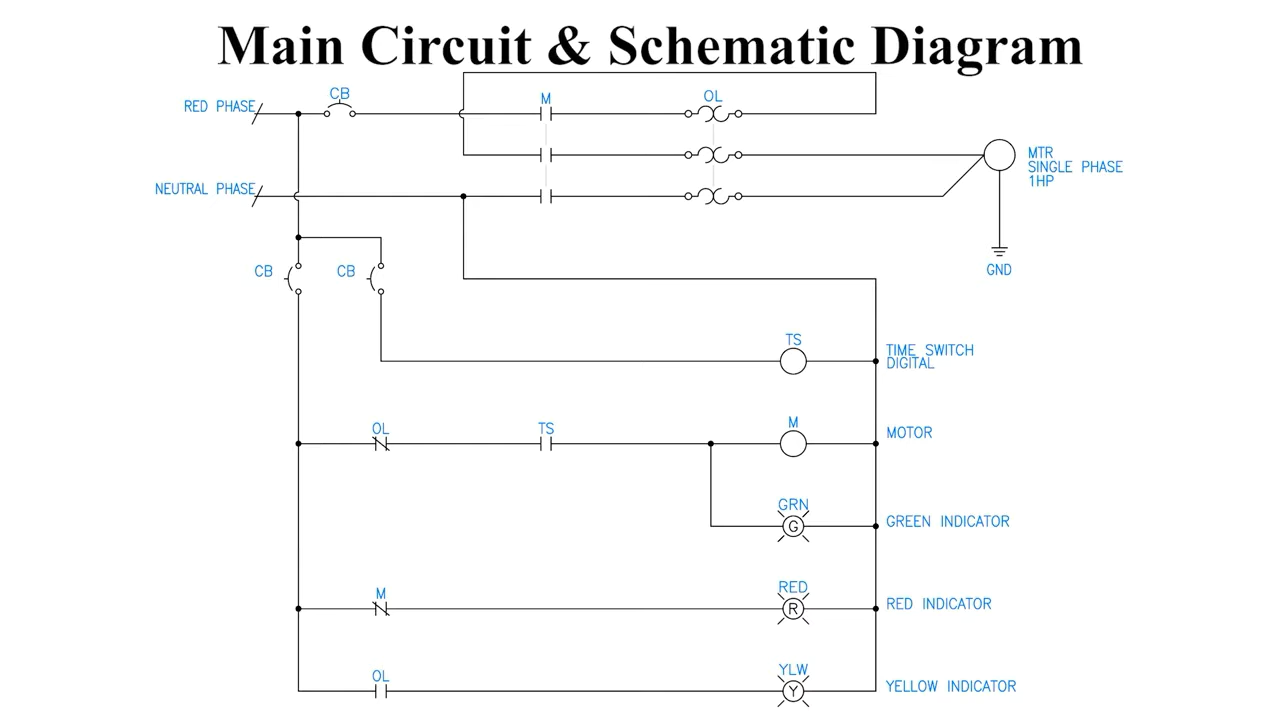 Main Circuit & Schematic Diagram
CB
RED PHASE
M
OL
MTR
SINGLE PHASE
1HP
NEUTRAL PHASE
GND
CB
CB
TS
TIME SWITCH
DIGITAL
OL
TS
M
MOTOR
GRN
G
GREEN INDICATOR
M
RED
R
RED INDICATOR
OL
YLW
Y
YELLOW INDICATOR